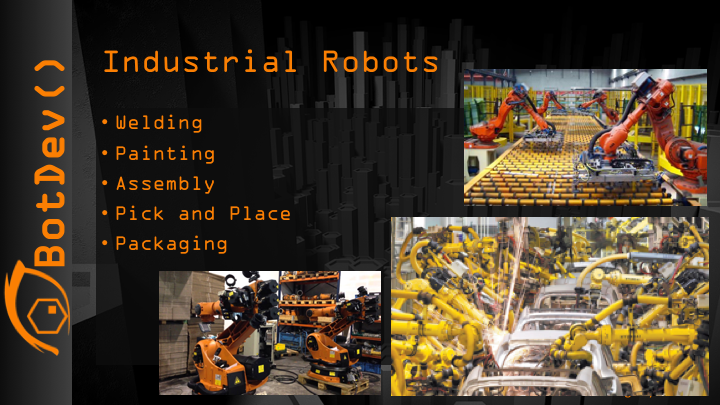 BotDev()
Industrial Robots
• Welding
• Painting
• Assembly
• Pick and Place
• Packaging